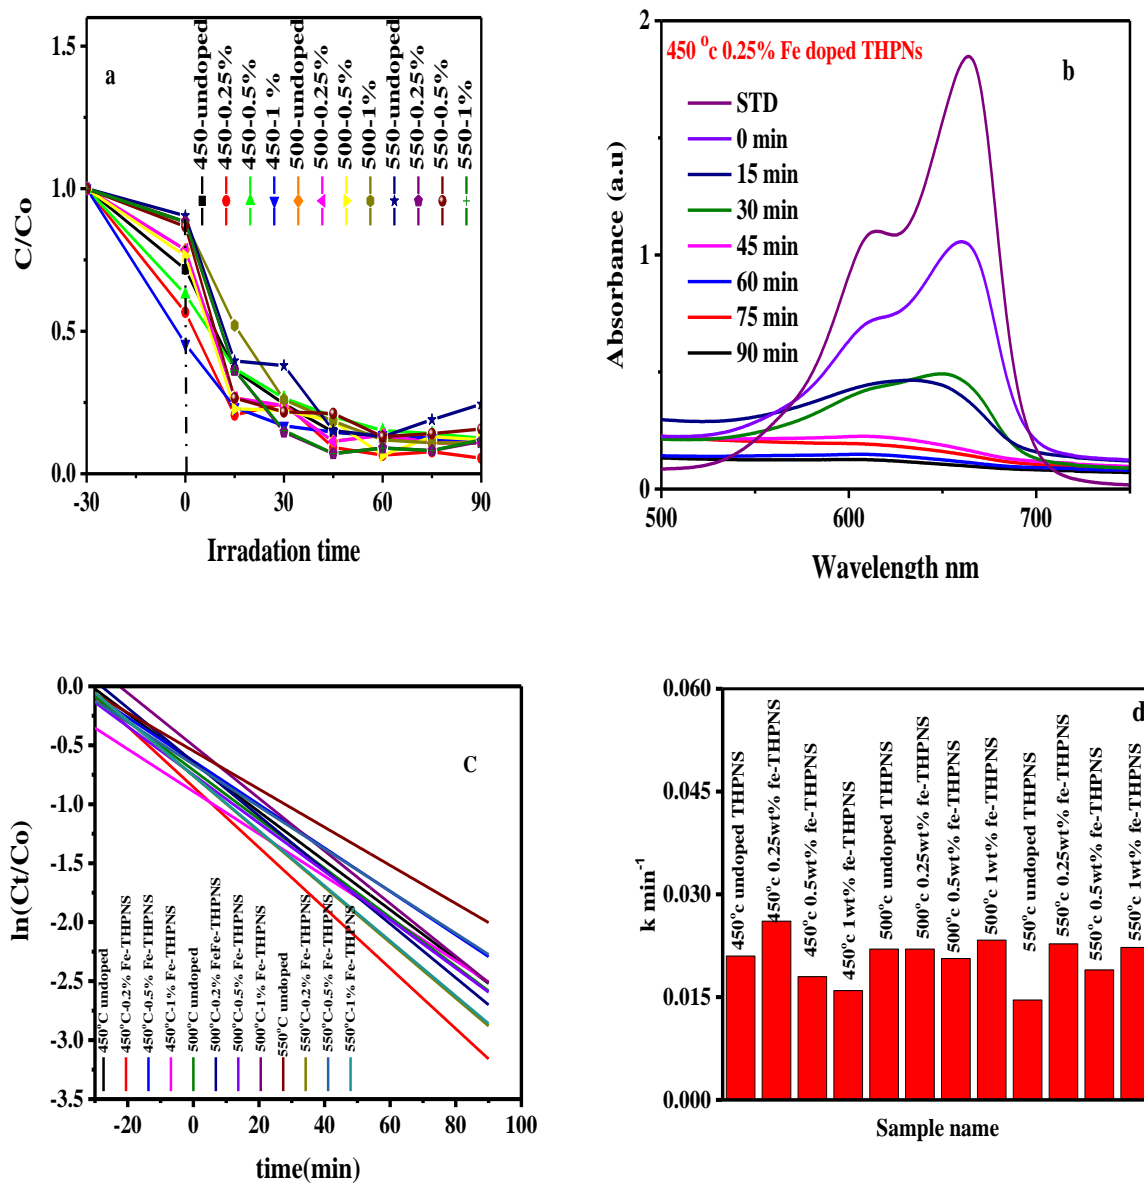 1.5
1.0
0.5
0.0
C/Co
a
450-undoped
450-0.25%
450-0.5%
450-1 %
500-undoped
500-0.25%
500-0.5%
500-1%
550-undoped
550-0.25%
550-0.5%
550-1%
-30
0
30
60
90
Irradation time
2
1
0
Absorbance (a.u)
450 °c 0.25% Fe doped THPNs
b
STD
0 min
15 min
30 min
45 min
60 min
75 min
90 min
500
600
700
Wavelength nm
0.0
-0.5
-1.0
-1.5
-2.0
-2.5
-3.0
-3.5
ln(Ct/Co)
C
450°C undoped
450°C-0.2% Fe-THPNS
450°C-0.5% Fe-THPNS
450°C-1% Fe-THPNS
500°C undoped
500°C-0.2% FeFe-THPNS
500°C-0.5% Fe-THPNS
500°C-1% Fe-THPNS
550°C undoped
550°C-0.2% Fe-THPNS
550°C-0.5% Fe-THPNS
550°C-1% Fe-THPNS
-20
0
20
40
60
80
100
time(min)
0.060
0.045
0.030
0.015
0.000
k min⁻¹
d
450°c undoped THPNS
450°c 0.25wt% fe-THPNS
450°c 0.5wt% fe-THPNS
450°c 1wt% fe-THPNS
500°c undoped THPNS
500°c 0.25wt% fe-THPNS
500°c 0.5wt% fe-THPNS
500°c 1wt% fe-THPNS
550°c undoped THPNS
550°c 0.25wt% fe-THPNS
550°c 0.5wt% fe-THPNS
550°c 1wt% fe-THPNS
Sample name